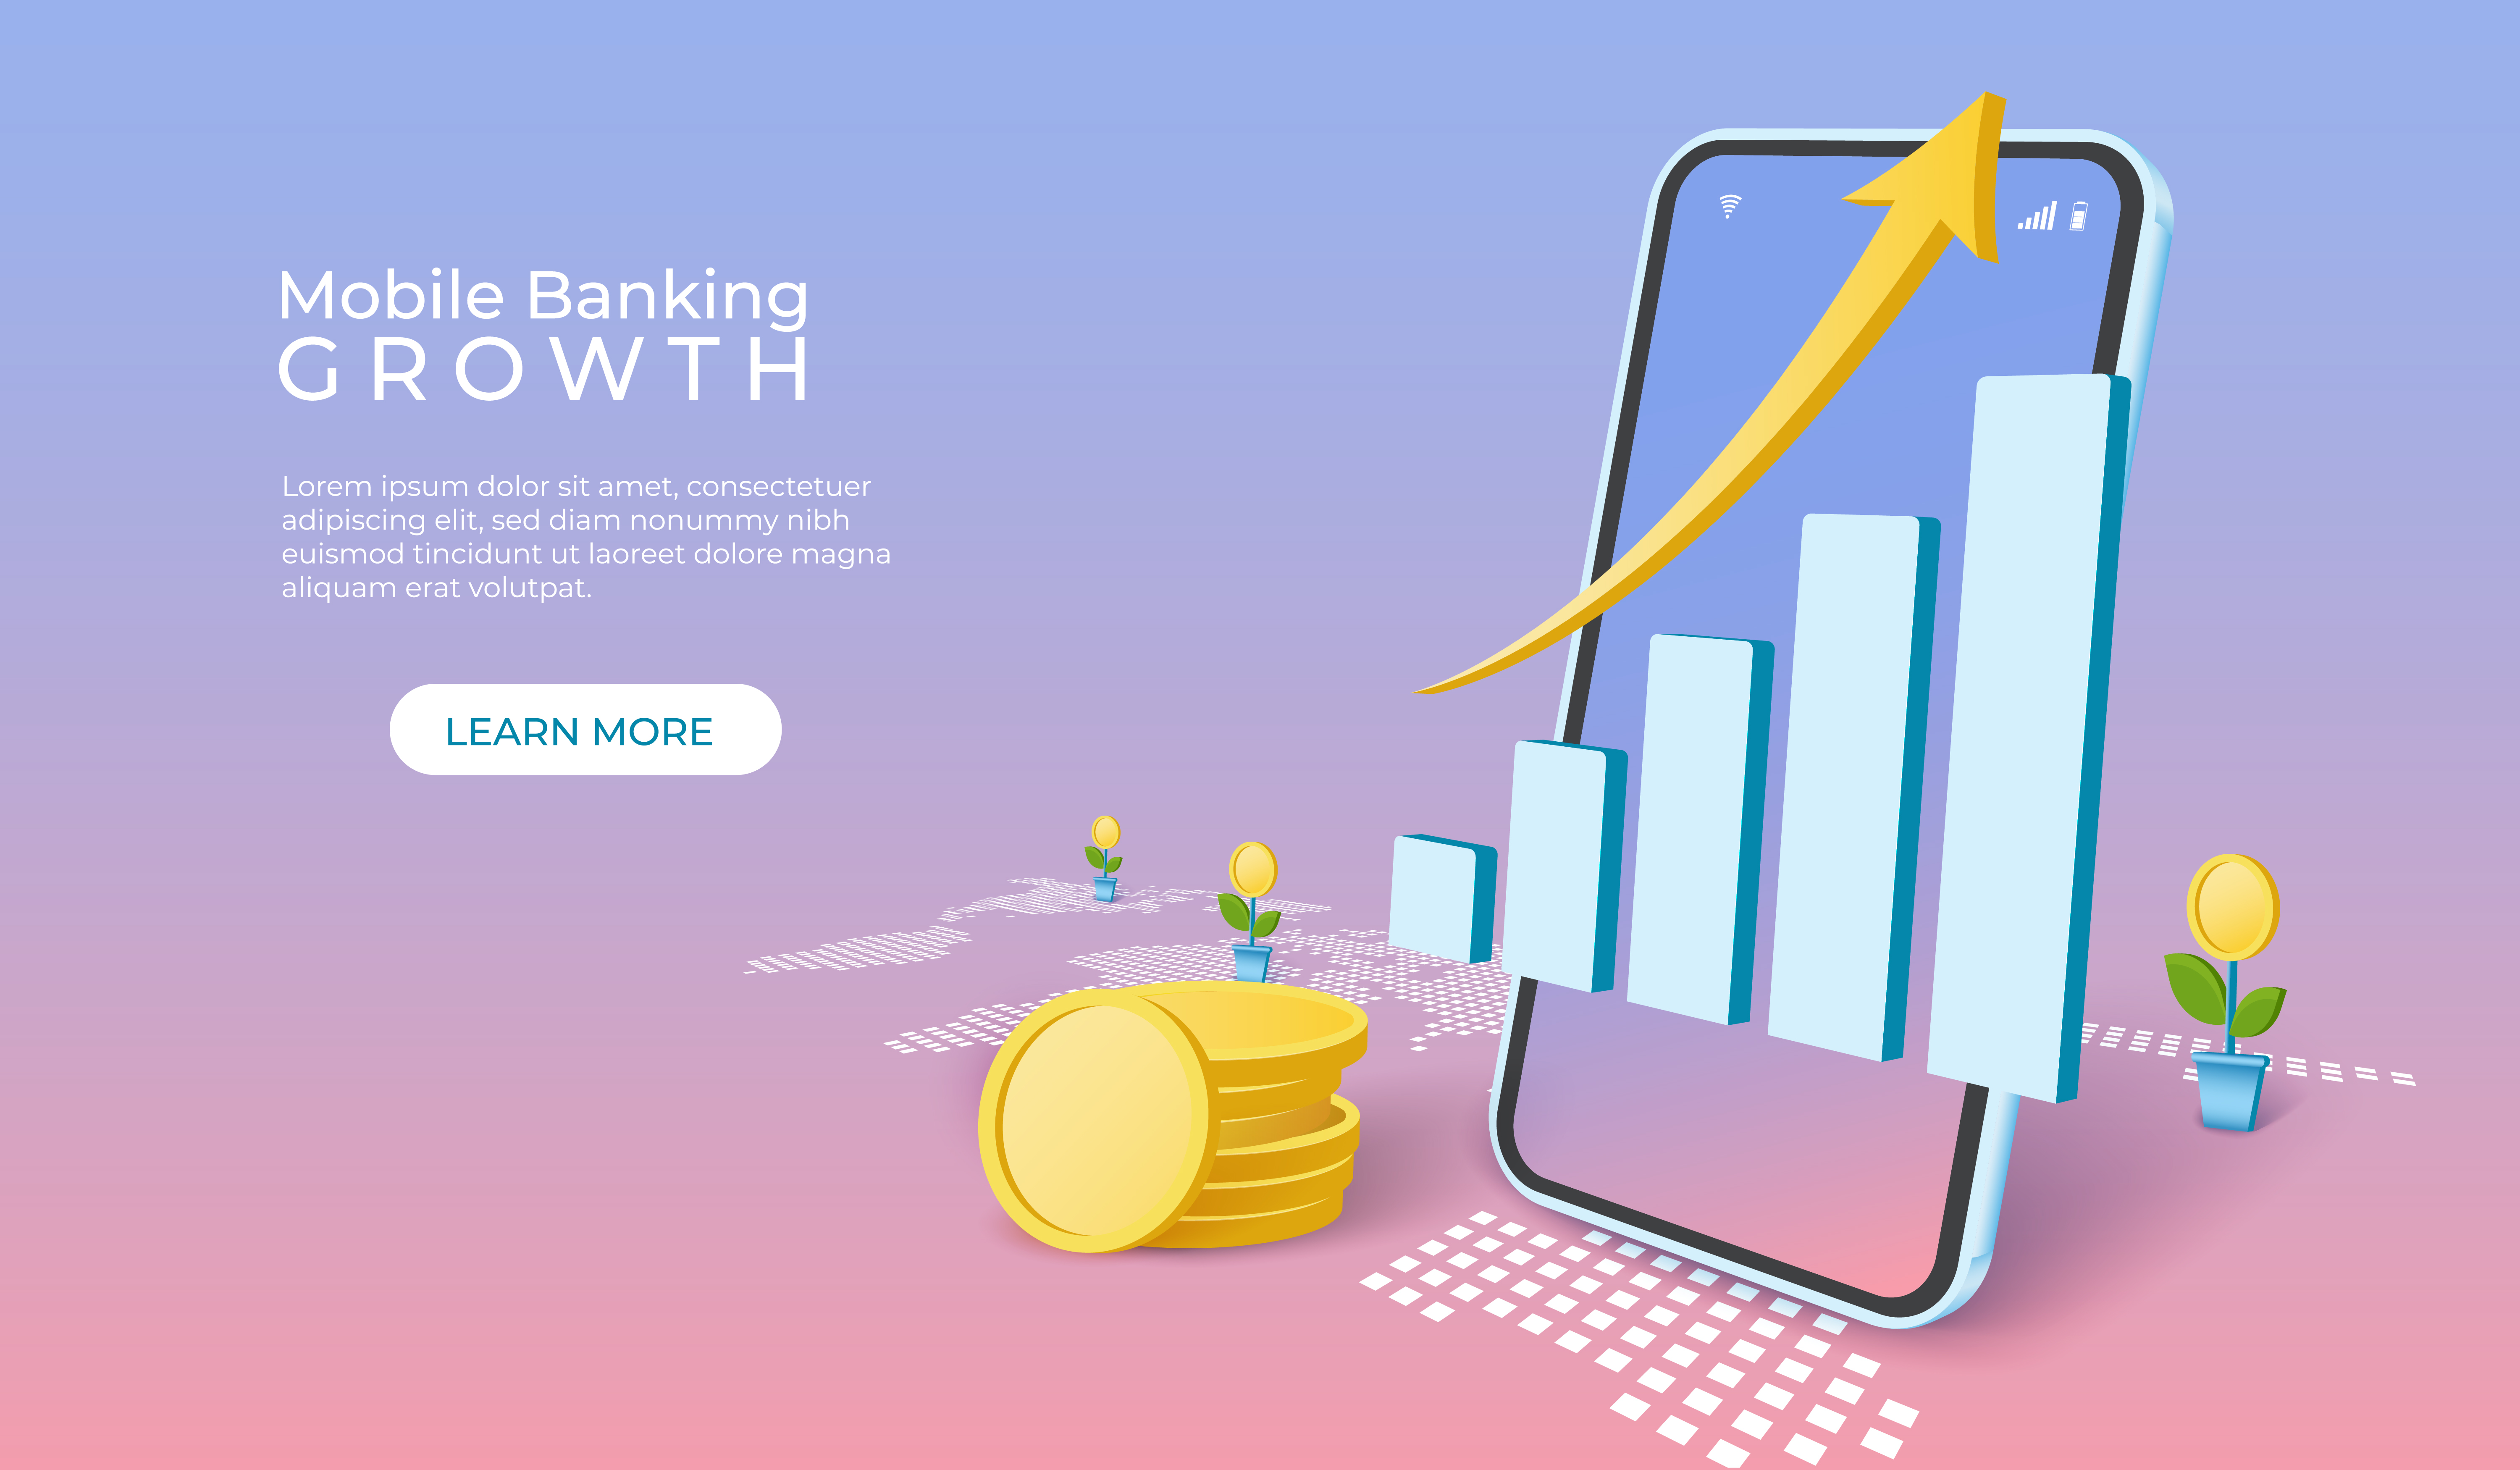 Mobile Banking
GROWTH
Lorem ipsum dolor sit amet, consectetuer
adipiscing elit, sed diam nonummy nibh
euismod tincidunt ut laoreet dolore magna
aliquam erat volutpat.
LEARN MORE